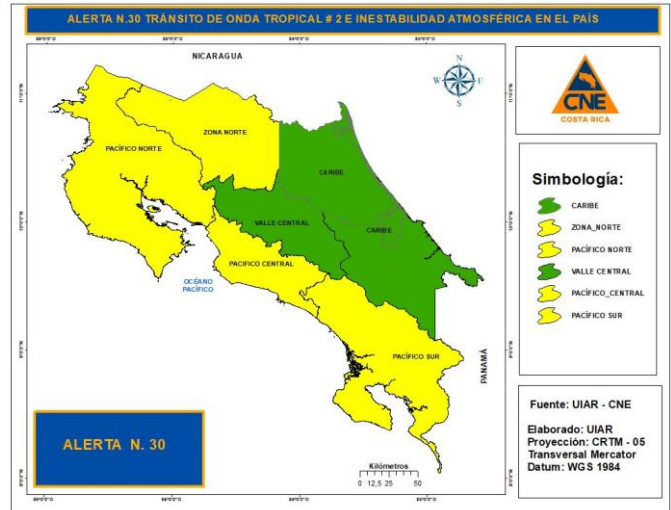 ALERTA N.30 TRÁNSITO DE ONDA TROPICAL # 2 E INESTABILIDAD ATMOSFÉRICA EN EL PAÍS
NICARAGUA
N
W
E
S
ZONA NORTE
PACÍFICO NORTE
CARIBE
VALLE CENTRAL
CARIBE
PACIFICO CENTRAL
OCÉANO
PACÍFICO
PACÍFICO SUR
PANAMÁ
ALERTA N. 30
Kilómetros
0 12,5 25 50
CNE
COSTA RICA
Simbología:
CARIBE
ZONA_NORTE
PACÍFICO NORTE
VALLE CENTRAL
PACÍFICO_CENTRAL
PACÍFICO SUR
Fuente: UIAR - CNE
Elaborado: UIAR
Proyección: CRTM - 05
Transversal Mercator
Datum: WGS 1984